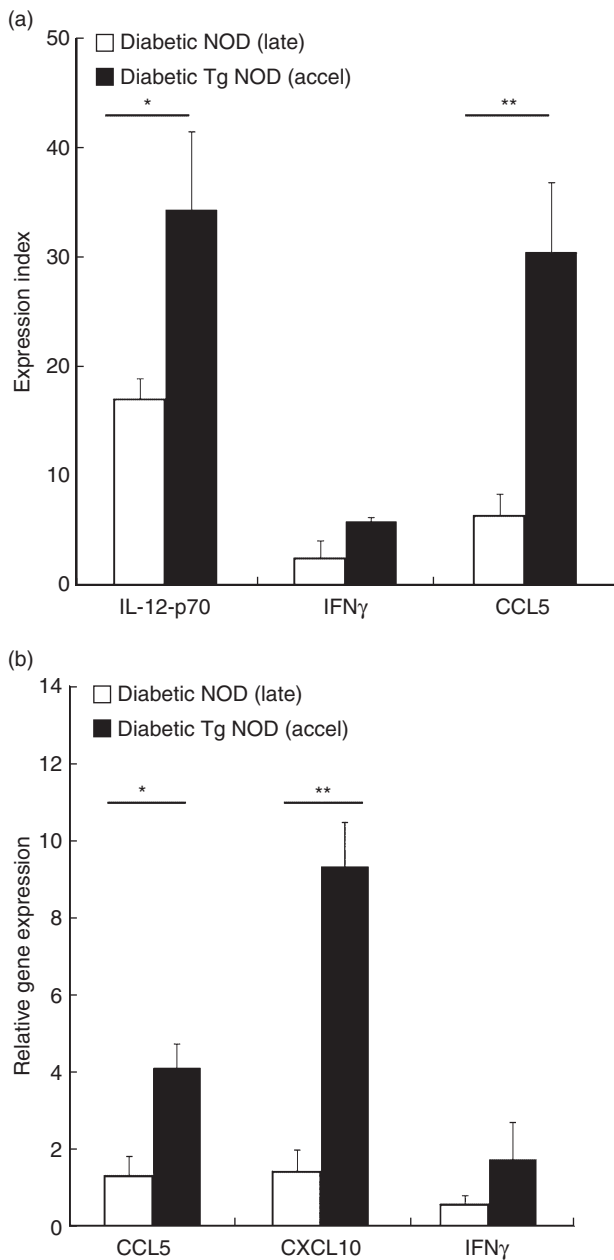 (a)
50
40
30
20
10
0
Expression index
Diabetic NOD (late)
Diabetic Tg NOD (accel)
*
**
IL-12-p70 IFNγ CCL5
(b)
14
12
10
8
6
4
2
0
Relative gene expression
Diabetic NOD (late)
Diabetic Tg NOD (accel)
*
**
CCL5 CXCL10 IFNγ